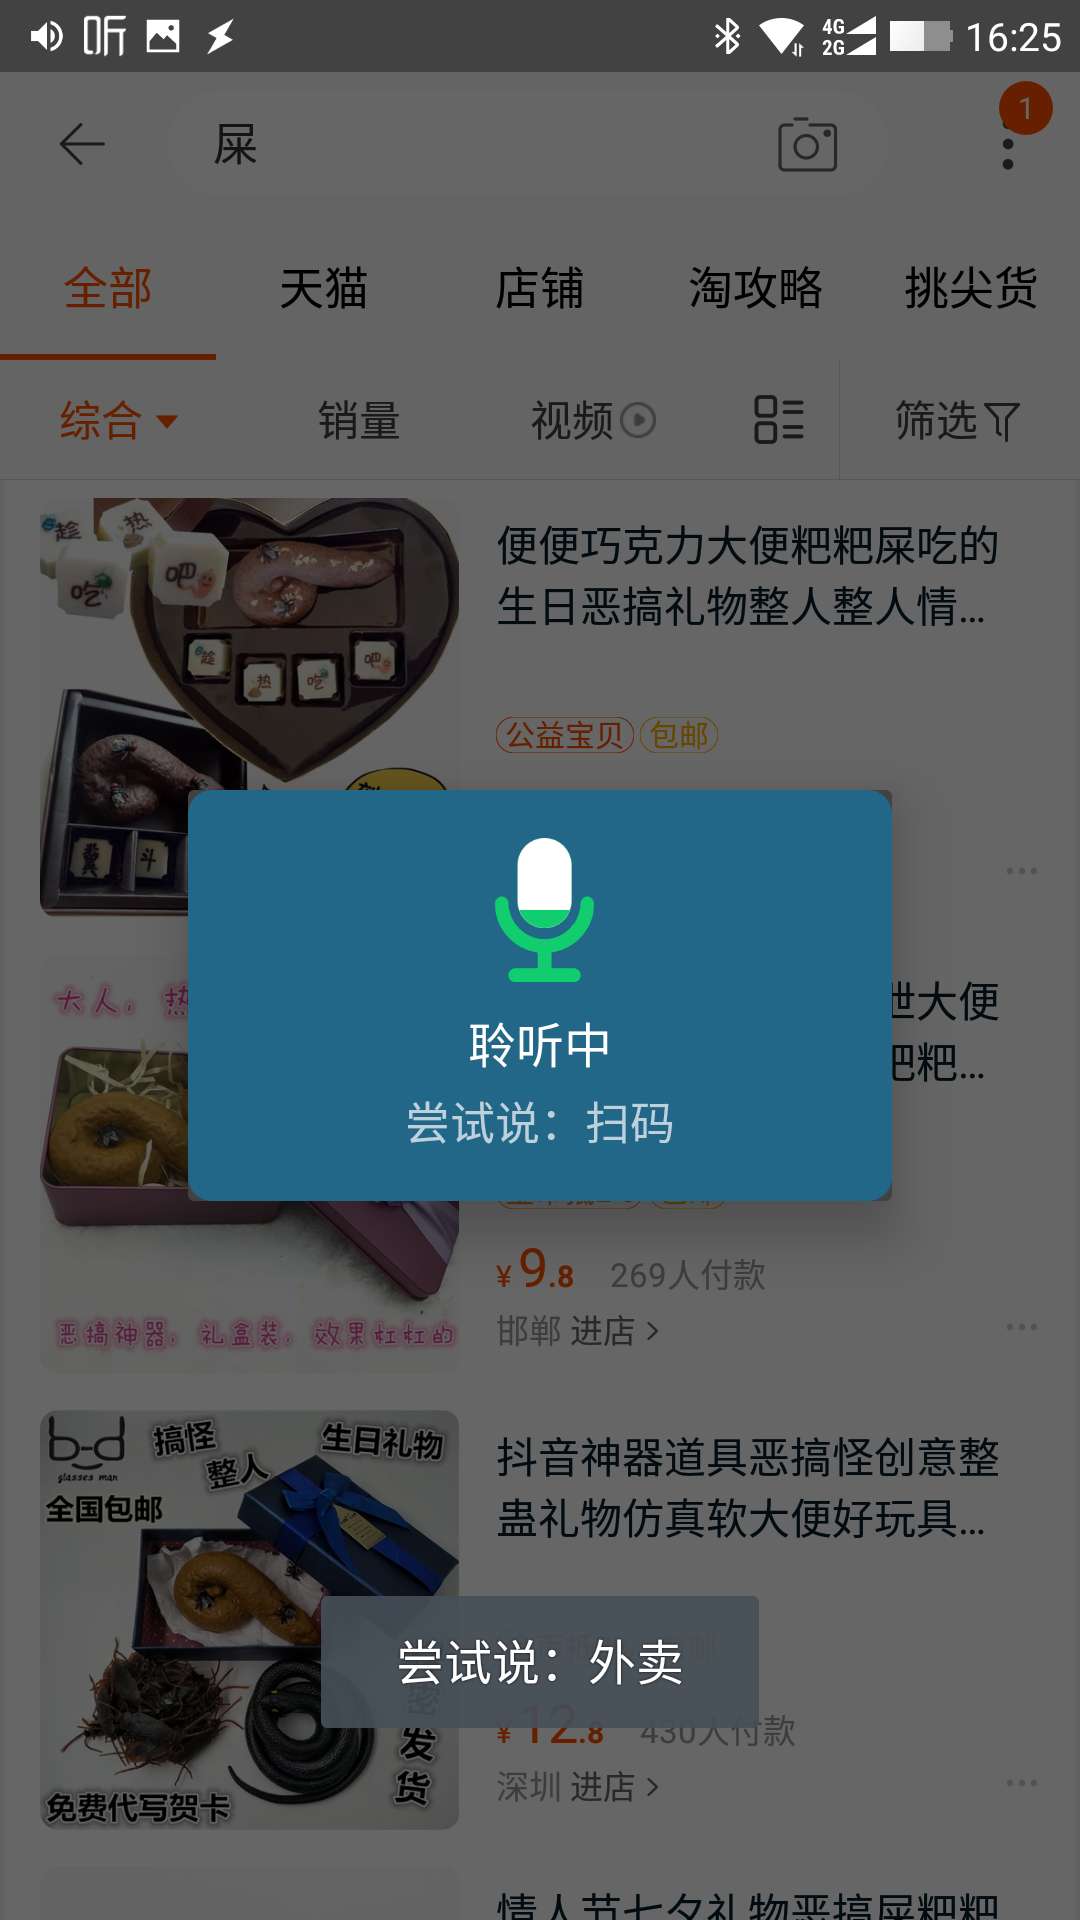 听
4G
2G
16:25
屎
1
全部
天猫
店铺
淘攻略
挑尖货
综合
销量
视频
筛选
趁
热
吃
吧
趁
热
吃
吧
便便巧克力大便粑粑屎吃的
生日恶搞礼物整人整人情...
公益宝贝
包邮
翼
斗
聆听中
尝试说：扫码
大人，热
世大便
粑粑...
恶搞神器，礼盒装，效果杠杠的
¥9.8
269人付款
邯郸 进店
b-d
glasses man
搞怪
整人
生日礼物
全国包邮
密
发
货
免费代写贺卡
抖音神器道具恶搞怪创意整
蛊礼物仿真软大便好玩具...
尝试说：外卖
¥12.8
430人付款
深圳 进店
情人节七夕礼物恶搞屎粑粑